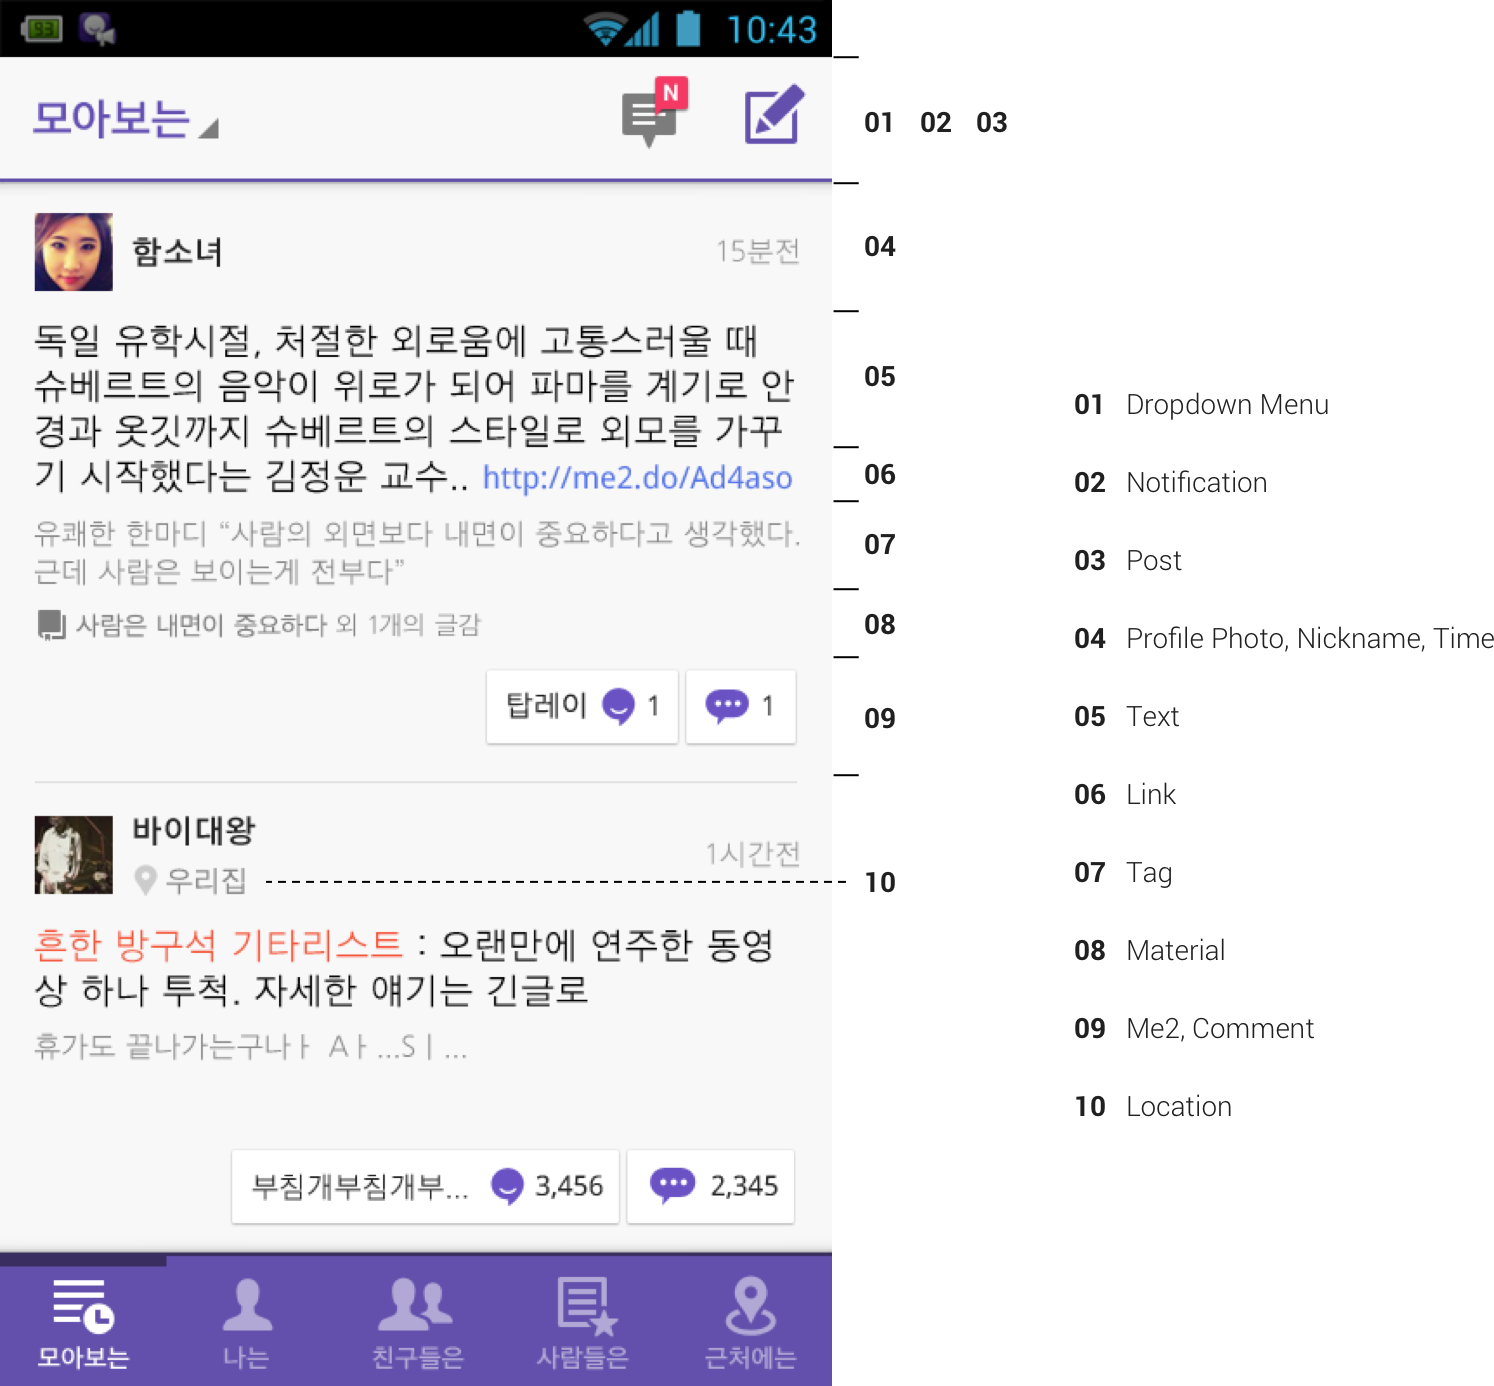 93
10:43
모아보는
N
01 02 03
함소녀
15분전
04
독일 유학시절, 처절한 외로움에 고통스러울 때
슈베르트의 음악이 위로가 되어 파마를 계기로 안
경과 옷깃까지 슈베르트의 스타일로 외모를 가꾸
기 시작했다는 김정운 교수.. http://me2.do/Ad4aso
05
06
유쾌한 한마디 “사람의 외면보다 내면이 중요하다고 생각했다.
근데 사람은 보이는게 전부다”
07
사람은 내면이 중요하다 외 1개의 글감
08
탑레이 1
1
09
바이대왕
1시간전
우리집
10
흔한 방구석 기타리스트 : 오랜만에 연주한 동영
상 하나 투척. 자세한 얘기는 긴글로
휴가도 끝나가는구나ㅏ Aㅏ...Sㅣ...
부침개부침개부... 3,456
2,345
모아보는
나는
친구들은
사람들은
근처에는
01 Dropdown Menu
02 Notification
03 Post
04 Profile Photo, Nickname, Time
05 Text
06 Link
07 Tag
08 Material
09 Me2, Comment
10 Location